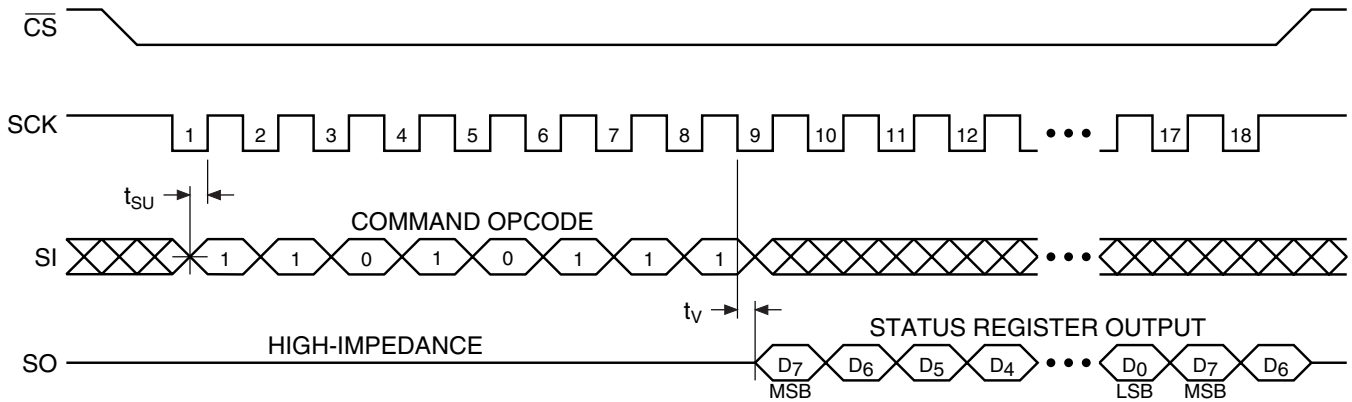 CS
SCK 1 2 3 4 5 6 7 8 9 10 11 12 ••• 17 18
tSU
COMMAND OPCODE
SI 1 1 0 1 0 1 1 1 •••
tV
HIGH-IMPEDANCE
STATUS REGISTER OUTPUT
SO D7 D6 D5 D4 ••• D0 D7 D6
MSB LSB MSB